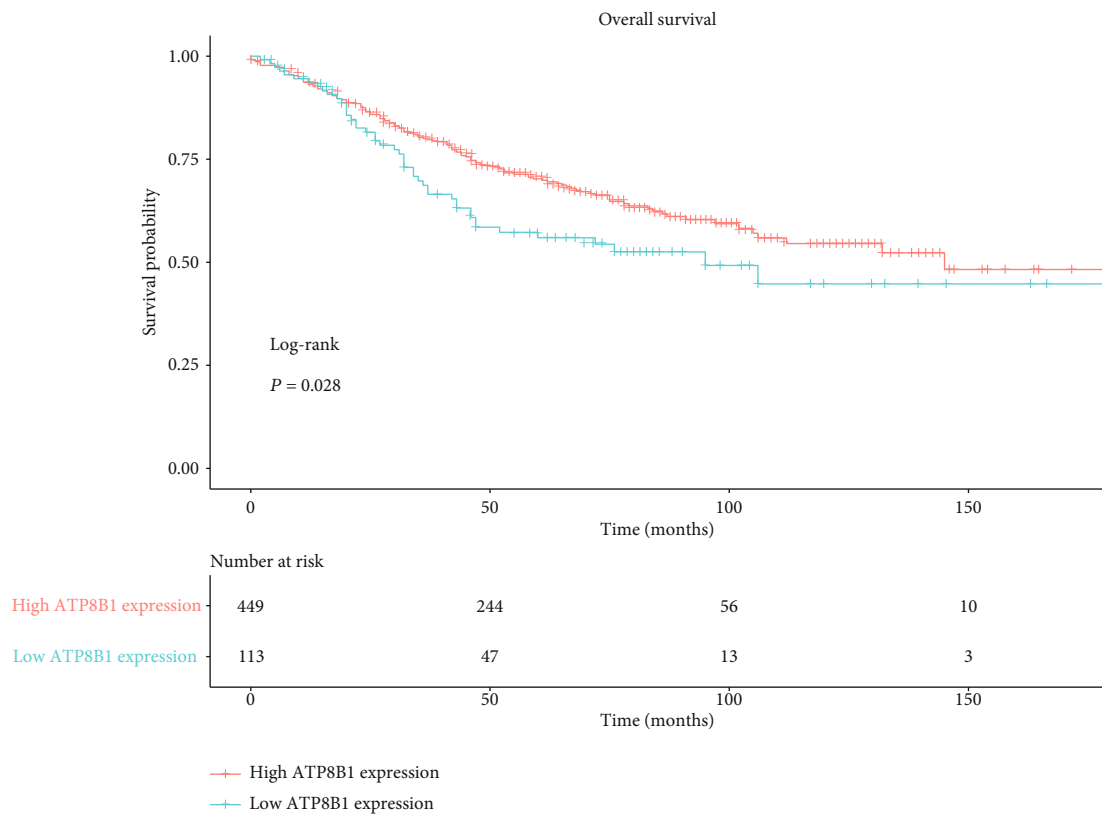 Overall survival
1.00
0.75
0.50
0.25
0.00
Survival probability
Log-rank
P = 0.028
0 50 100 150
Time (months)
Number at risk
High ATP8B1 expression 449 244 56 10
Low ATP8B1 expression 113 47 13 3
0 50 100 150
Time (months)
High ATP8B1 expression
Low ATP8B1 expression